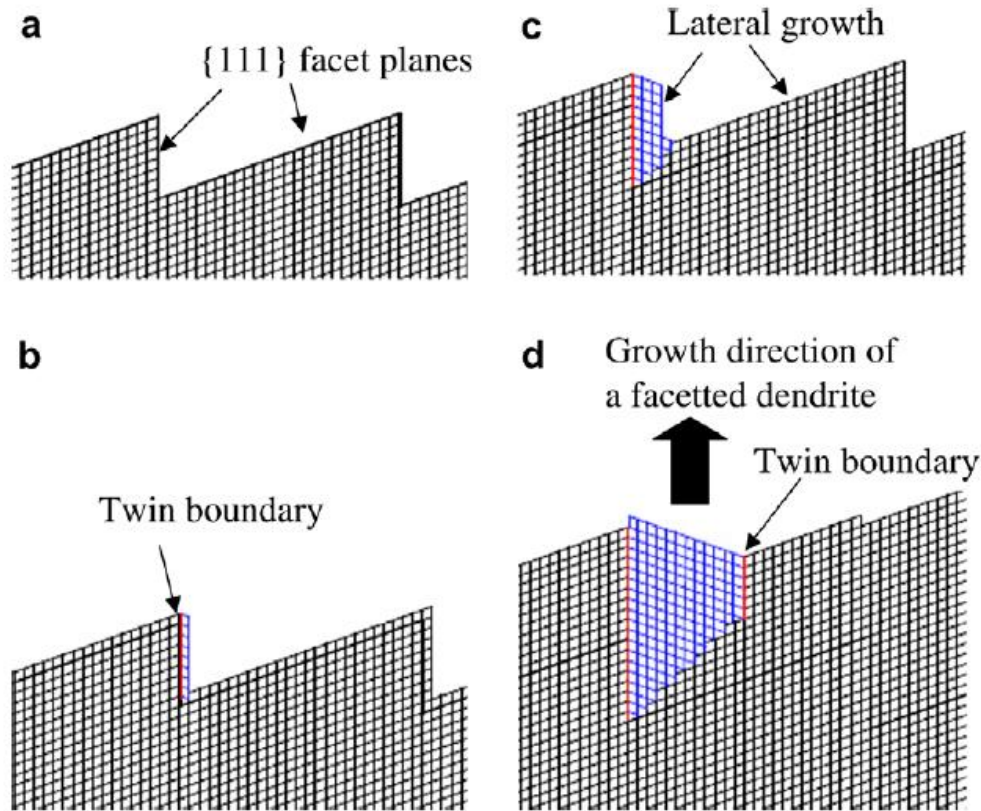 a
{111} facet planes
c
Lateral growth
b
Twin boundary
d
Growth direction of
a facetted dendrite
Twin boundary